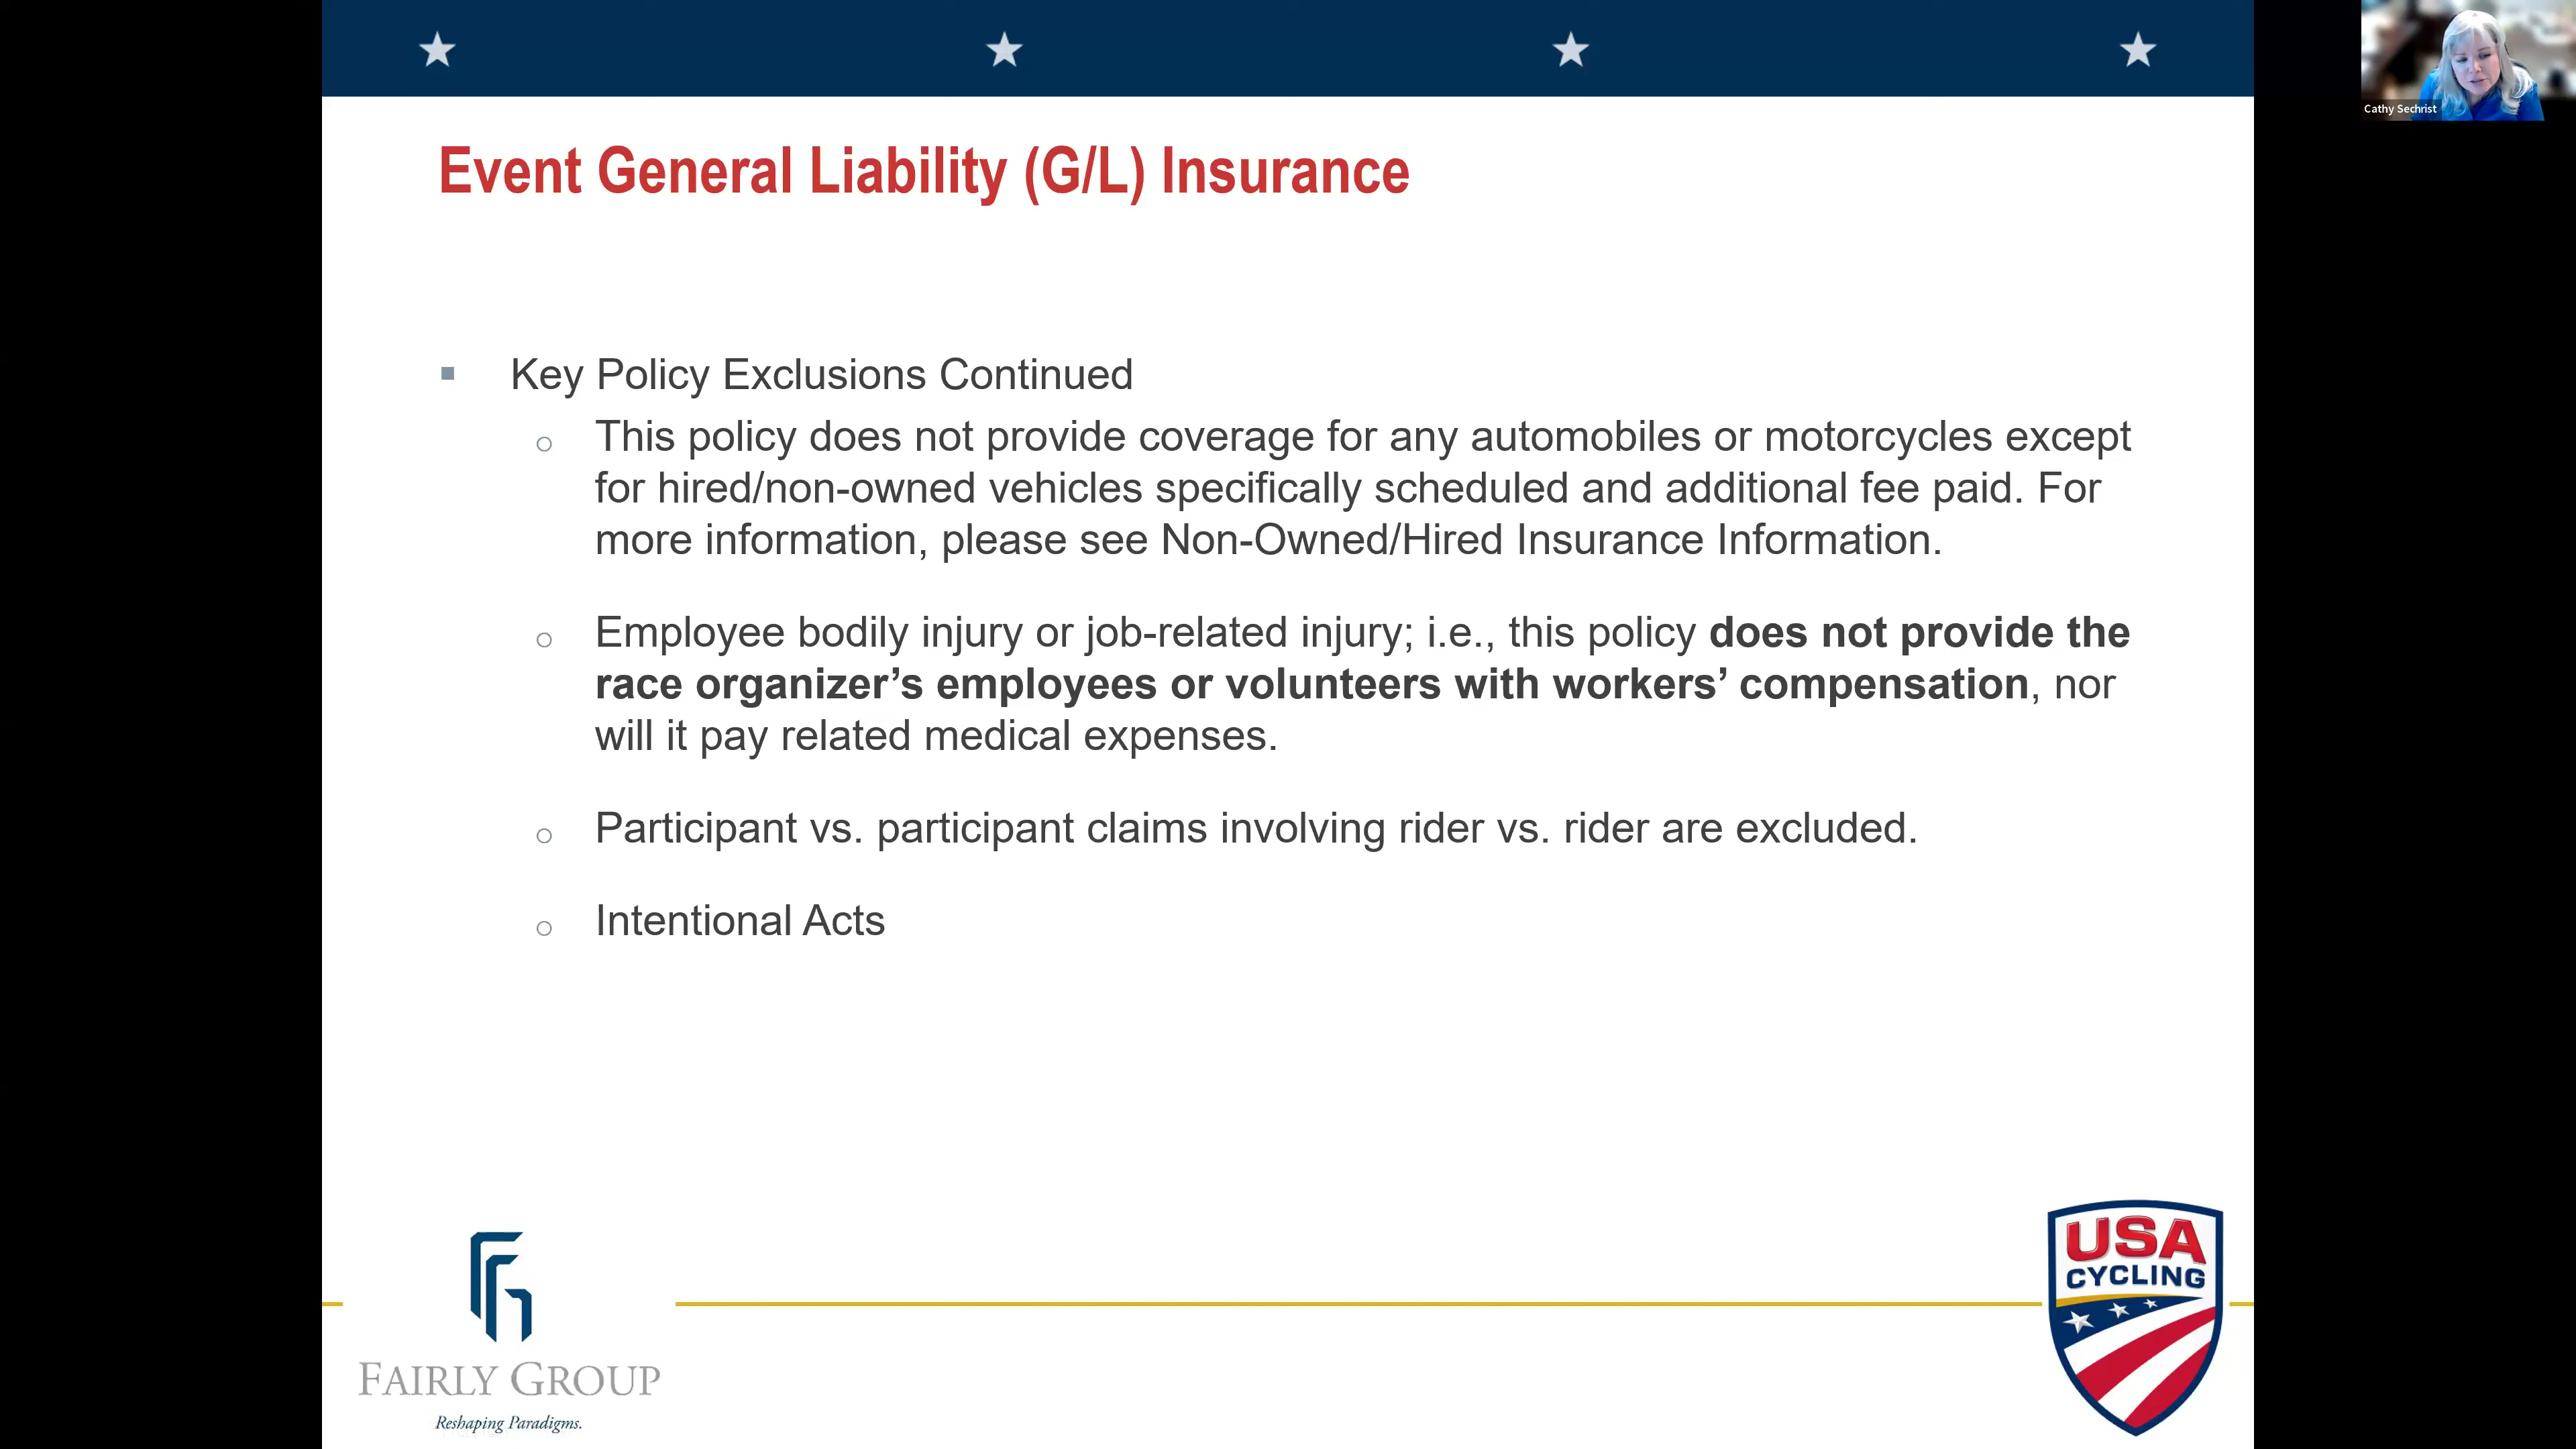 Cathy Sechrist
Event General Liability (G/L) Insurance
▪ Key Policy Exclusions Continued
o This policy does not provide coverage for any automobiles or motorcycles except
for hired/non-owned vehicles specifically scheduled and additional fee paid. For
more information, please see Non-Owned/Hired Insurance Information.
o Employee bodily injury or job-related injury; i.e., this policy does not provide the
race organizer’s employees or volunteers with workers’ compensation, nor
will it pay related medical expenses.
o Participant vs. participant claims involving rider vs. rider are excluded.
o Intentional Acts
FAIRLY GROUP
Reshaping Paradigms.
USA
CYCLING